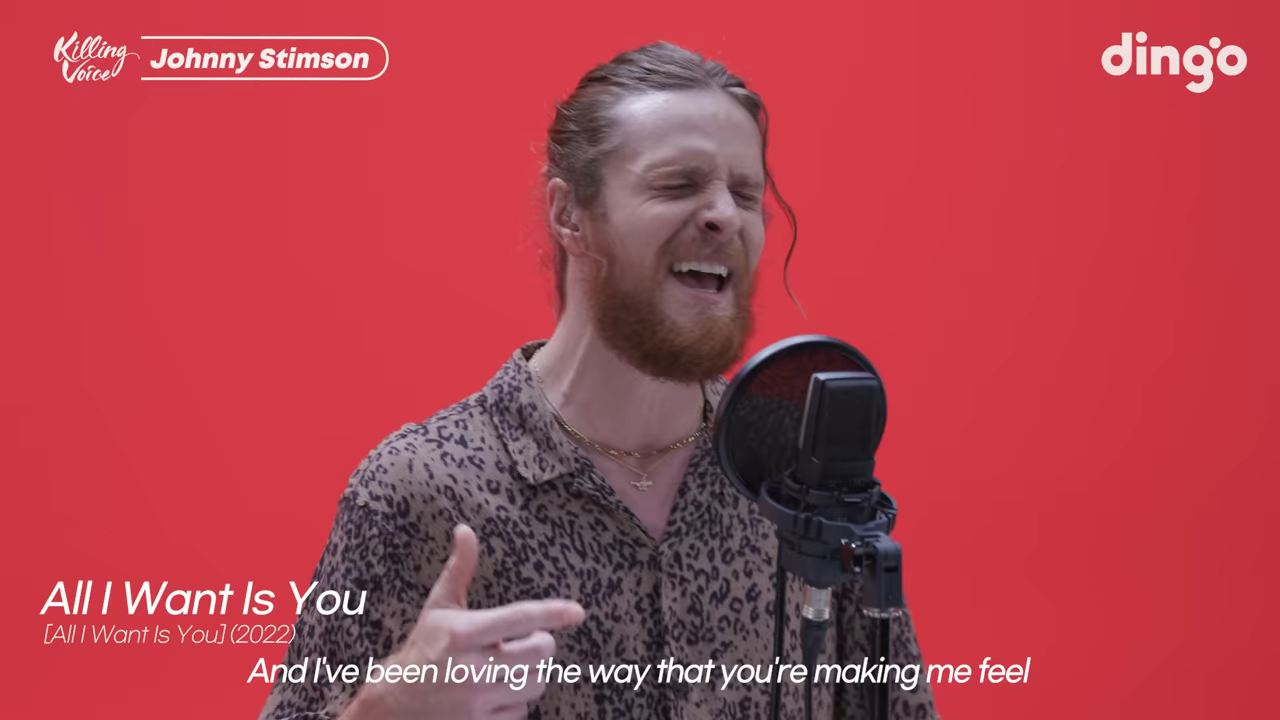 Killing
Voice
Johnny Stimson
dingo
All I Want Is You
[All I Want Is You] (2022)
And I've been loving the way that you're making me feel